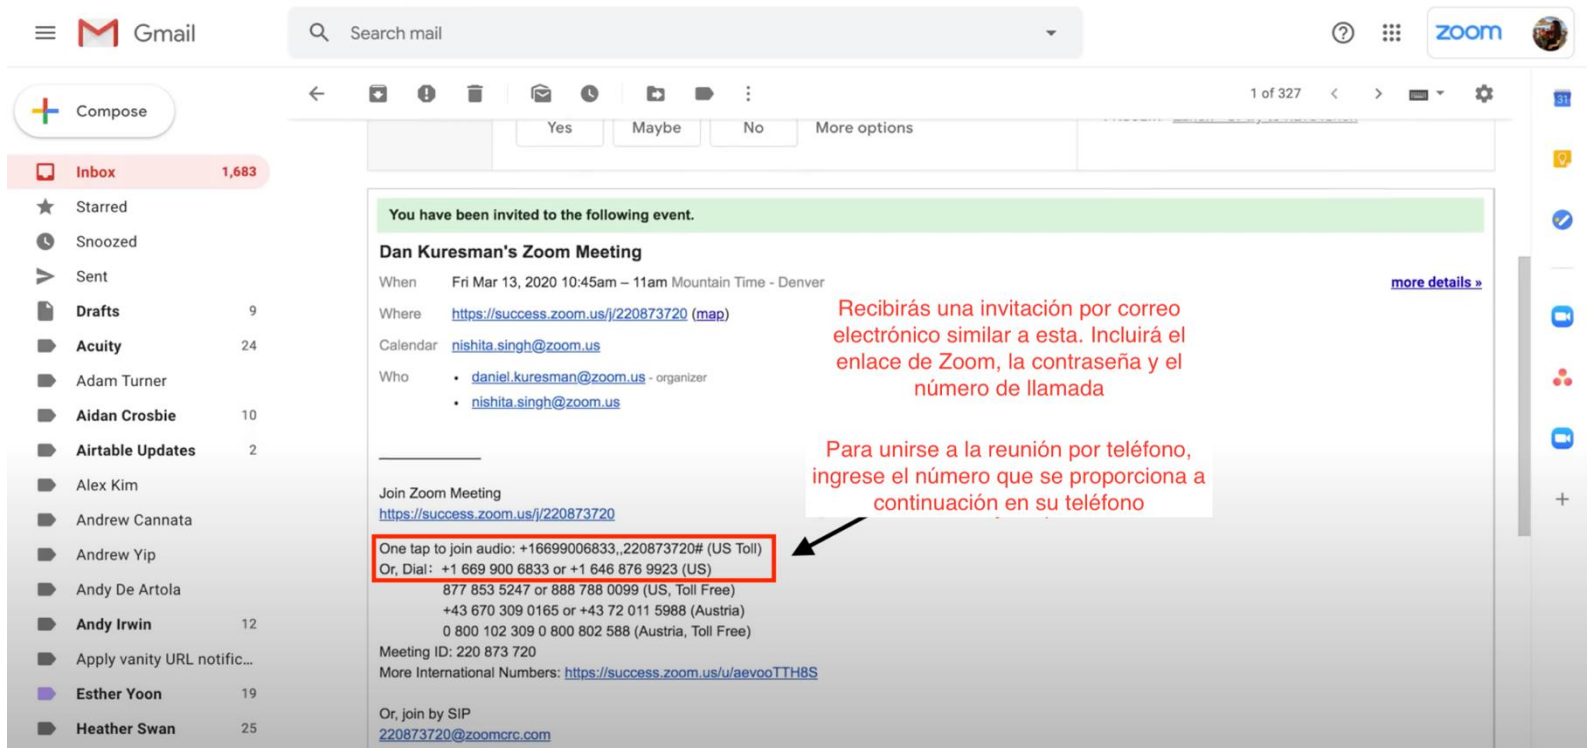 Gmail
Search mail
zoom
Compose
1 of 327
31
Yes
Maybe
No
More options
Inbox 1,683
Starred
Snoozed
Sent
Drafts 9
Acuity 24
Adam Turner
Aidan Crosbie 10
Airtable Updates 2
Alex Kim
Andrew Cannata
Andrew Yip
Andy De Artola
Andy Irwin 12
Apply vanity URL notific...
Esther Yoon 19
Heather Swan 25
You have been invited to the following event.
Dan Kuresman's Zoom Meeting
When Fri Mar 13, 2020 10:45am – 11am Mountain Time - Denver
more details »
Where https://success.zoom.us/j/220873720 (map)
Calendar nishita.singh@zoom.us
Who • daniel.kuresman@zoom.us - organizer
• nishita.singh@zoom.us
Recibirás una invitación por correo
electrónico similar a esta. Incluirá el
enlace de Zoom, la contraseña y el
número de llamada
Para unirse a la reunión por teléfono,
ingrese el número que se proporciona a
continuación en su teléfono
Join Zoom Meeting
https://success.zoom.us/j/220873720
One tap to join audio: +16699006833,,220873720# (US Toll)
Or, Dial: +1 669 900 6833 or +1 646 876 9923 (US)
877 853 5247 or 888 788 0099 (US, Toll Free)
+43 670 309 0165 or +43 72 011 5988 (Austria)
0 800 102 309 0 800 802 588 (Austria, Toll Free)
Meeting ID: 220 873 720
More International Numbers: https://success.zoom.us/u/aevooTTH8S
Or, join by SIP
220873720@zoomcrc.com